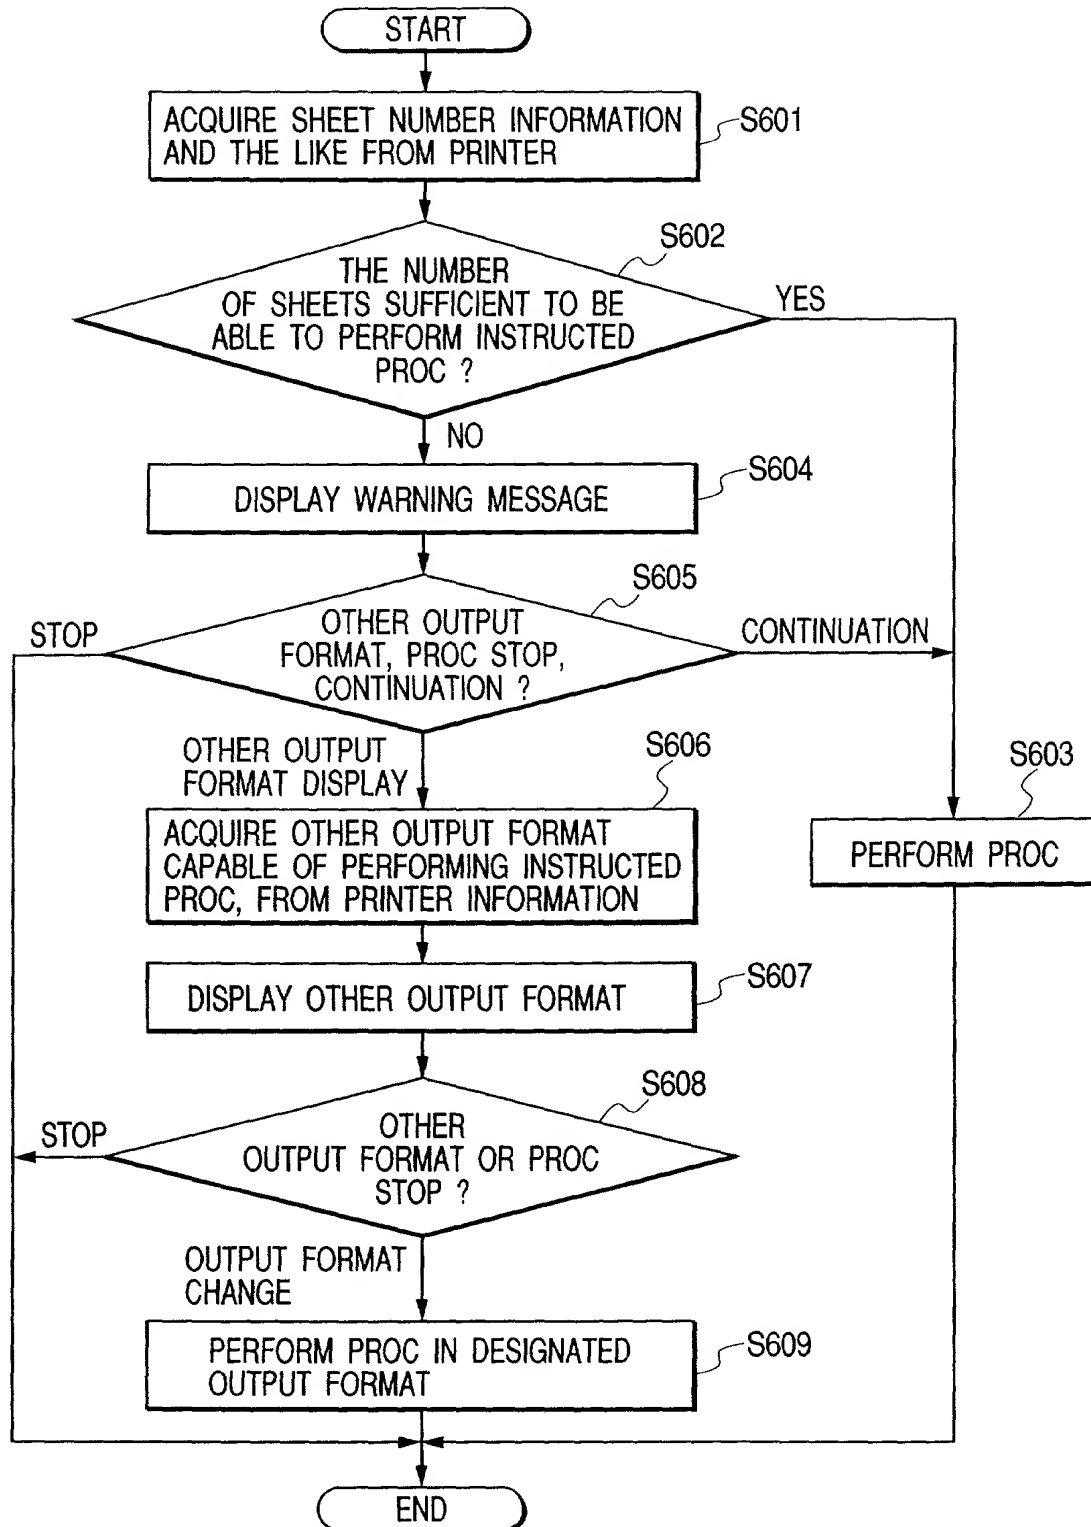 START
ACQUIRE SHEET NUMBER INFORMATION
AND THE LIKE FROM PRINTER
S601
S602
THE NUMBER
OF SHEETS SUFFICIENT TO BE
ABLE TO PERFORM INSTRUCTED
PROC ?
YES
NO
S604
DISPLAY WARNING MESSAGE
S605
STOP
OTHER OUTPUT
FORMAT, PROC STOP,
CONTINUATION ?
CONTINUATION
OTHER OUTPUT
FORMAT DISPLAY
S606
S603
ACQUIRE OTHER OUTPUT FORMAT
CAPABLE OF PERFORMING INSTRUCTED
PROC, FROM PRINTER INFORMATION
PERFORM PROC
S607
DISPLAY OTHER OUTPUT FORMAT
S608
STOP
OTHER
OUTPUT FORMAT OR PROC
STOP ?
OUTPUT FORMAT
CHANGE
PERFORM PROC IN DESIGNATED
OUTPUT FORMAT
S609
END